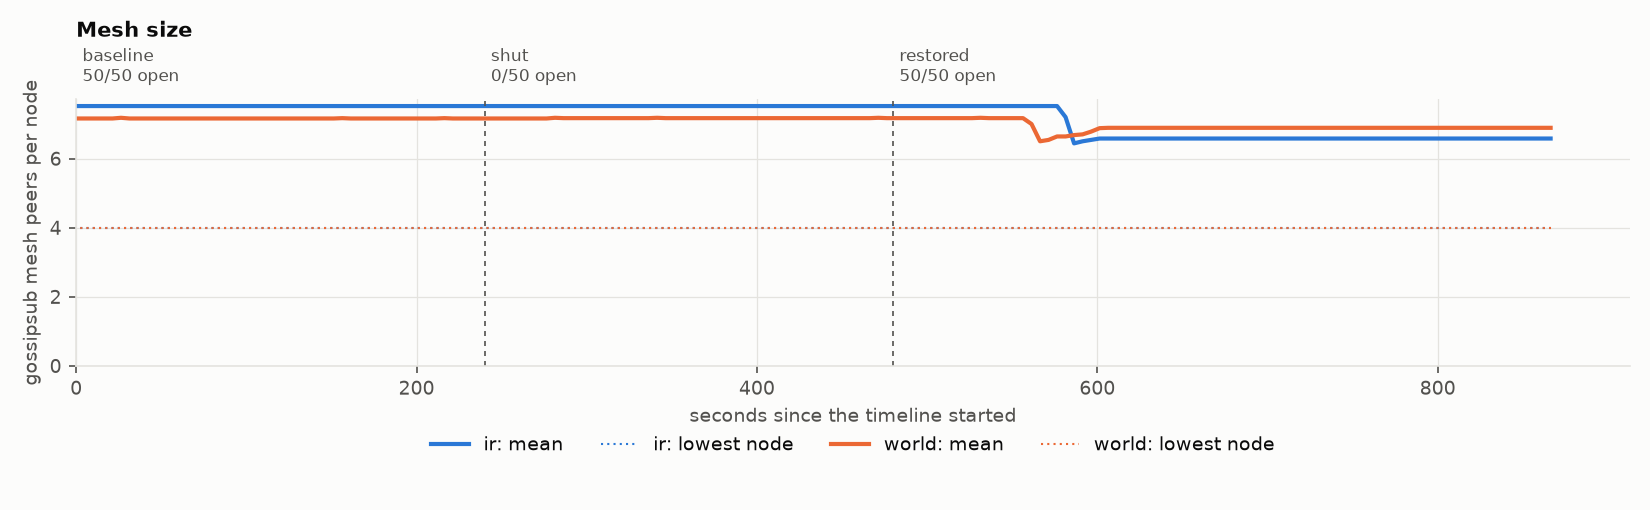 Mesh size
baseline
50/50 open
shut
0/50 open
restored
50/50 open
gossipsub mesh peers per node
6
4
2
0
0
200
400
600
800
seconds since the timeline started
ir: mean
ir: lowest node
world: mean
world: lowest node